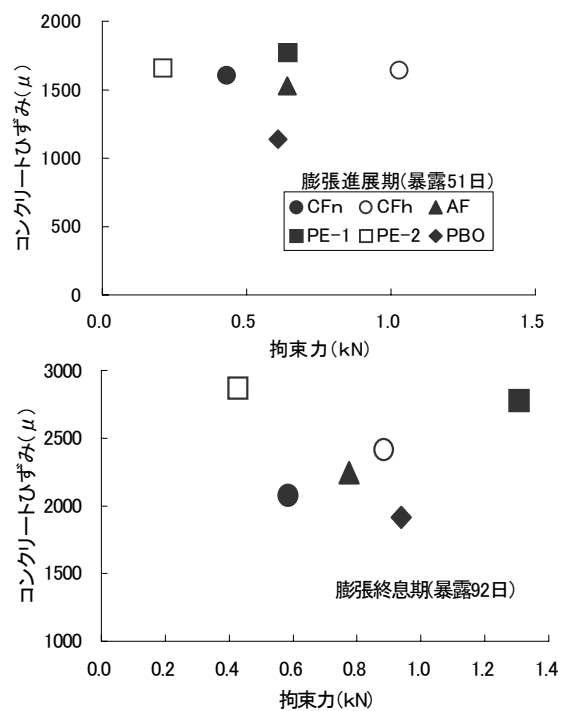 2000
1500
1000
500
0
コンクリートひずみ(μ)
膨張進展期(暴露51日)
●CFn ○CFh ▲AF
■PE-1 □PE-2 ◆PBO
0.0 0.5 1.0 1.5
拘束力(kN)
3000
2500
2000
1500
1000
コンクリートひずみ(μ)
膨張終息期(暴露92日)
0.0 0.2 0.4 0.6 0.8 1.0 1.2 1.4
拘束力(kN)